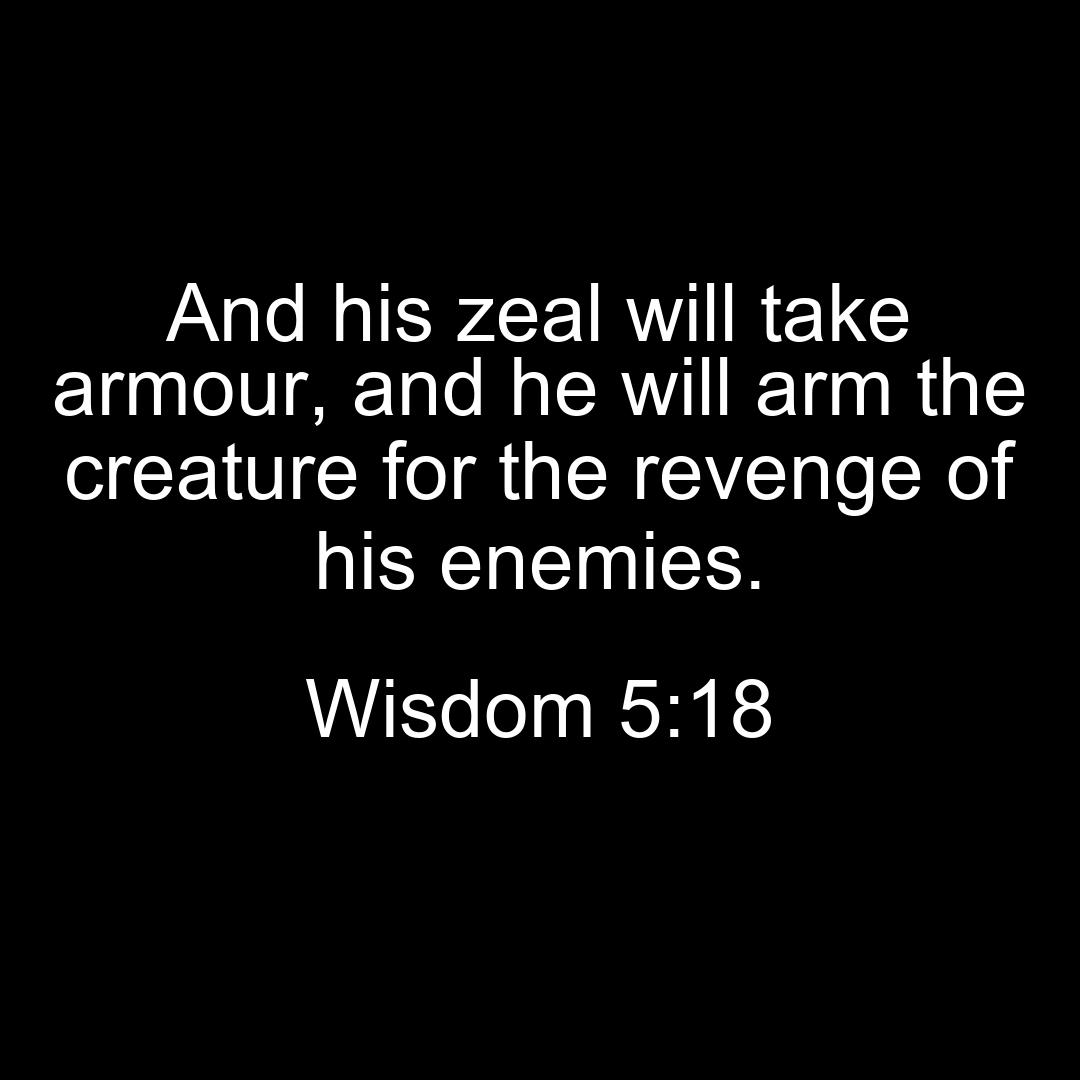 And his zeal will take
armour, and he will arm the
creature for the revenge of
his enemies.
Wisdom 5:18